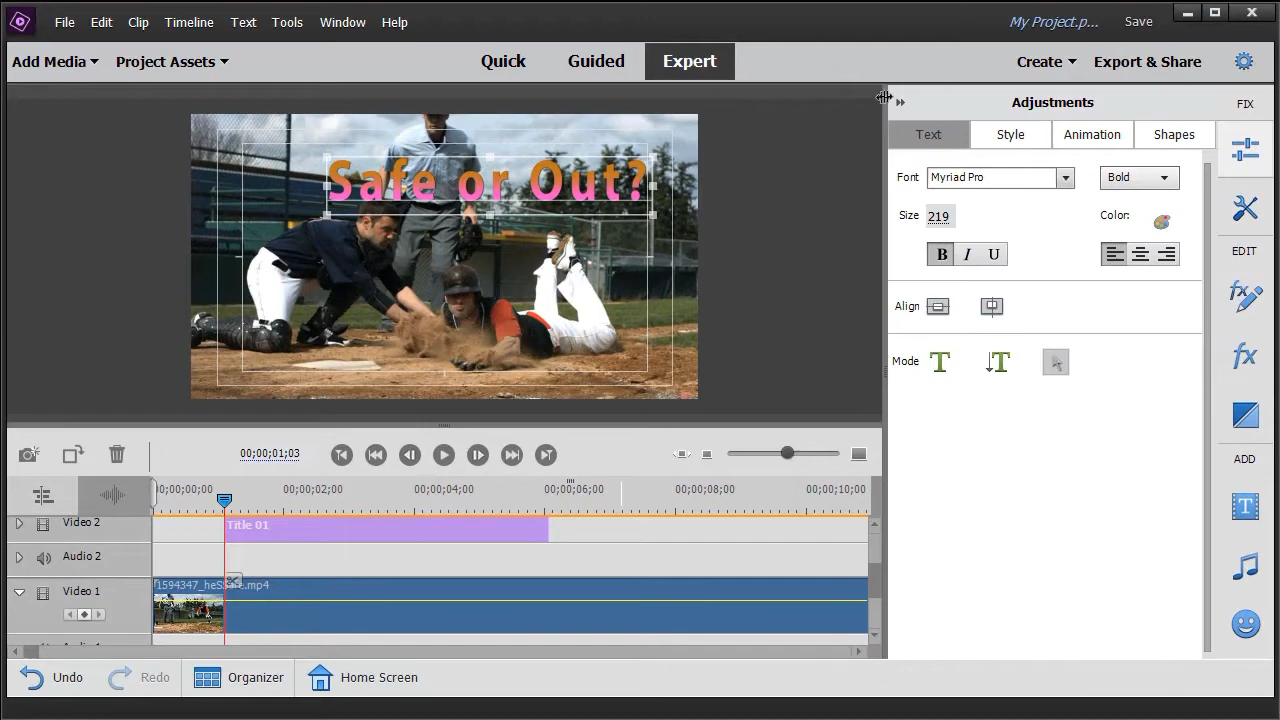 File Edit Clip Timeline Text Tools Window Help My Project.p... Save
Add Media Project Assets Quick Guided Expert Create Export & Share
Adjustments FIX
Text Style Animation Shapes
Safe or Out?
Font Myriad Pro Bold
Size 219 Color:
B I U
EDIT
Align
Mode T T
fx
ADD
00;00;01;03
00;00;00;00 00;00;02;00 00;00;04;00 00;00;06;00 00;00;08;00 00;00;10;00
Video 2 Title 01
T
Audio 2
Video 1
Undo Redo Organizer Home Screen